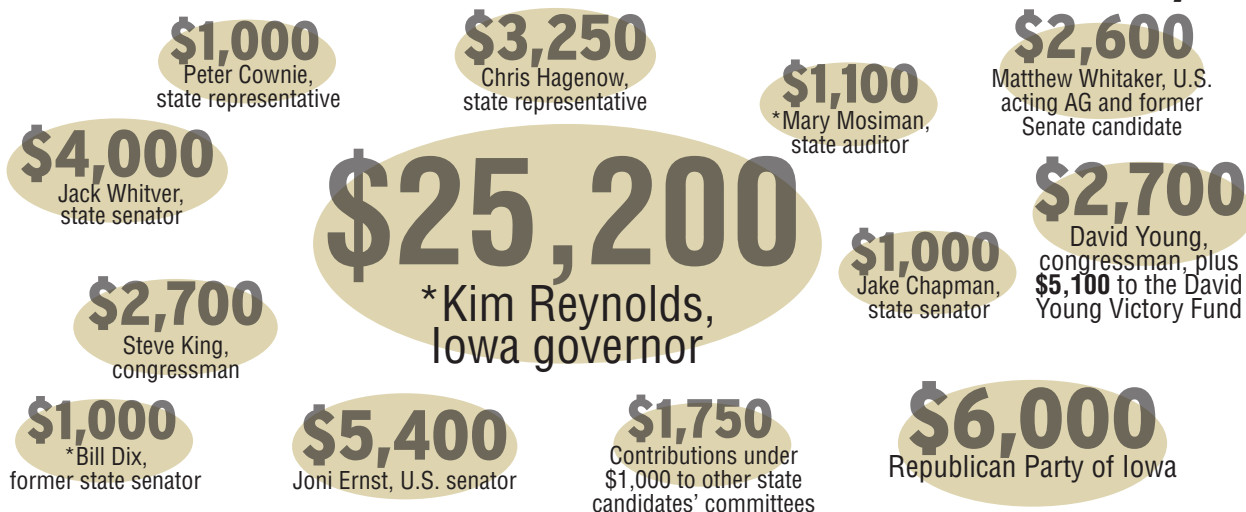 $1,000
Peter Cownie,
state representative
$3,250
Chris Hagenow,
state representative
$1,100
*Mary Mosiman,
state auditor
$2,600
Matthew Whitaker, U.S.
acting AG and former
Senate candidate
$4,000
Jack Whitver,
state senator
$25,200
*Kim Reynolds,
Iowa governor
$2,700
David Young,
congressman, plus
$5,100 to the David
Young Victory Fund
$1,000
Jake Chapman,
state senator
$2,700
Steve King,
congressman
$1,000
*Bill Dix,
former state senator
$5,400
Joni Ernst, U.S. senator
$1,750
Contributions under
$1,000 to other state
candidates’ committees
$6,000
Republican Party of Iowa